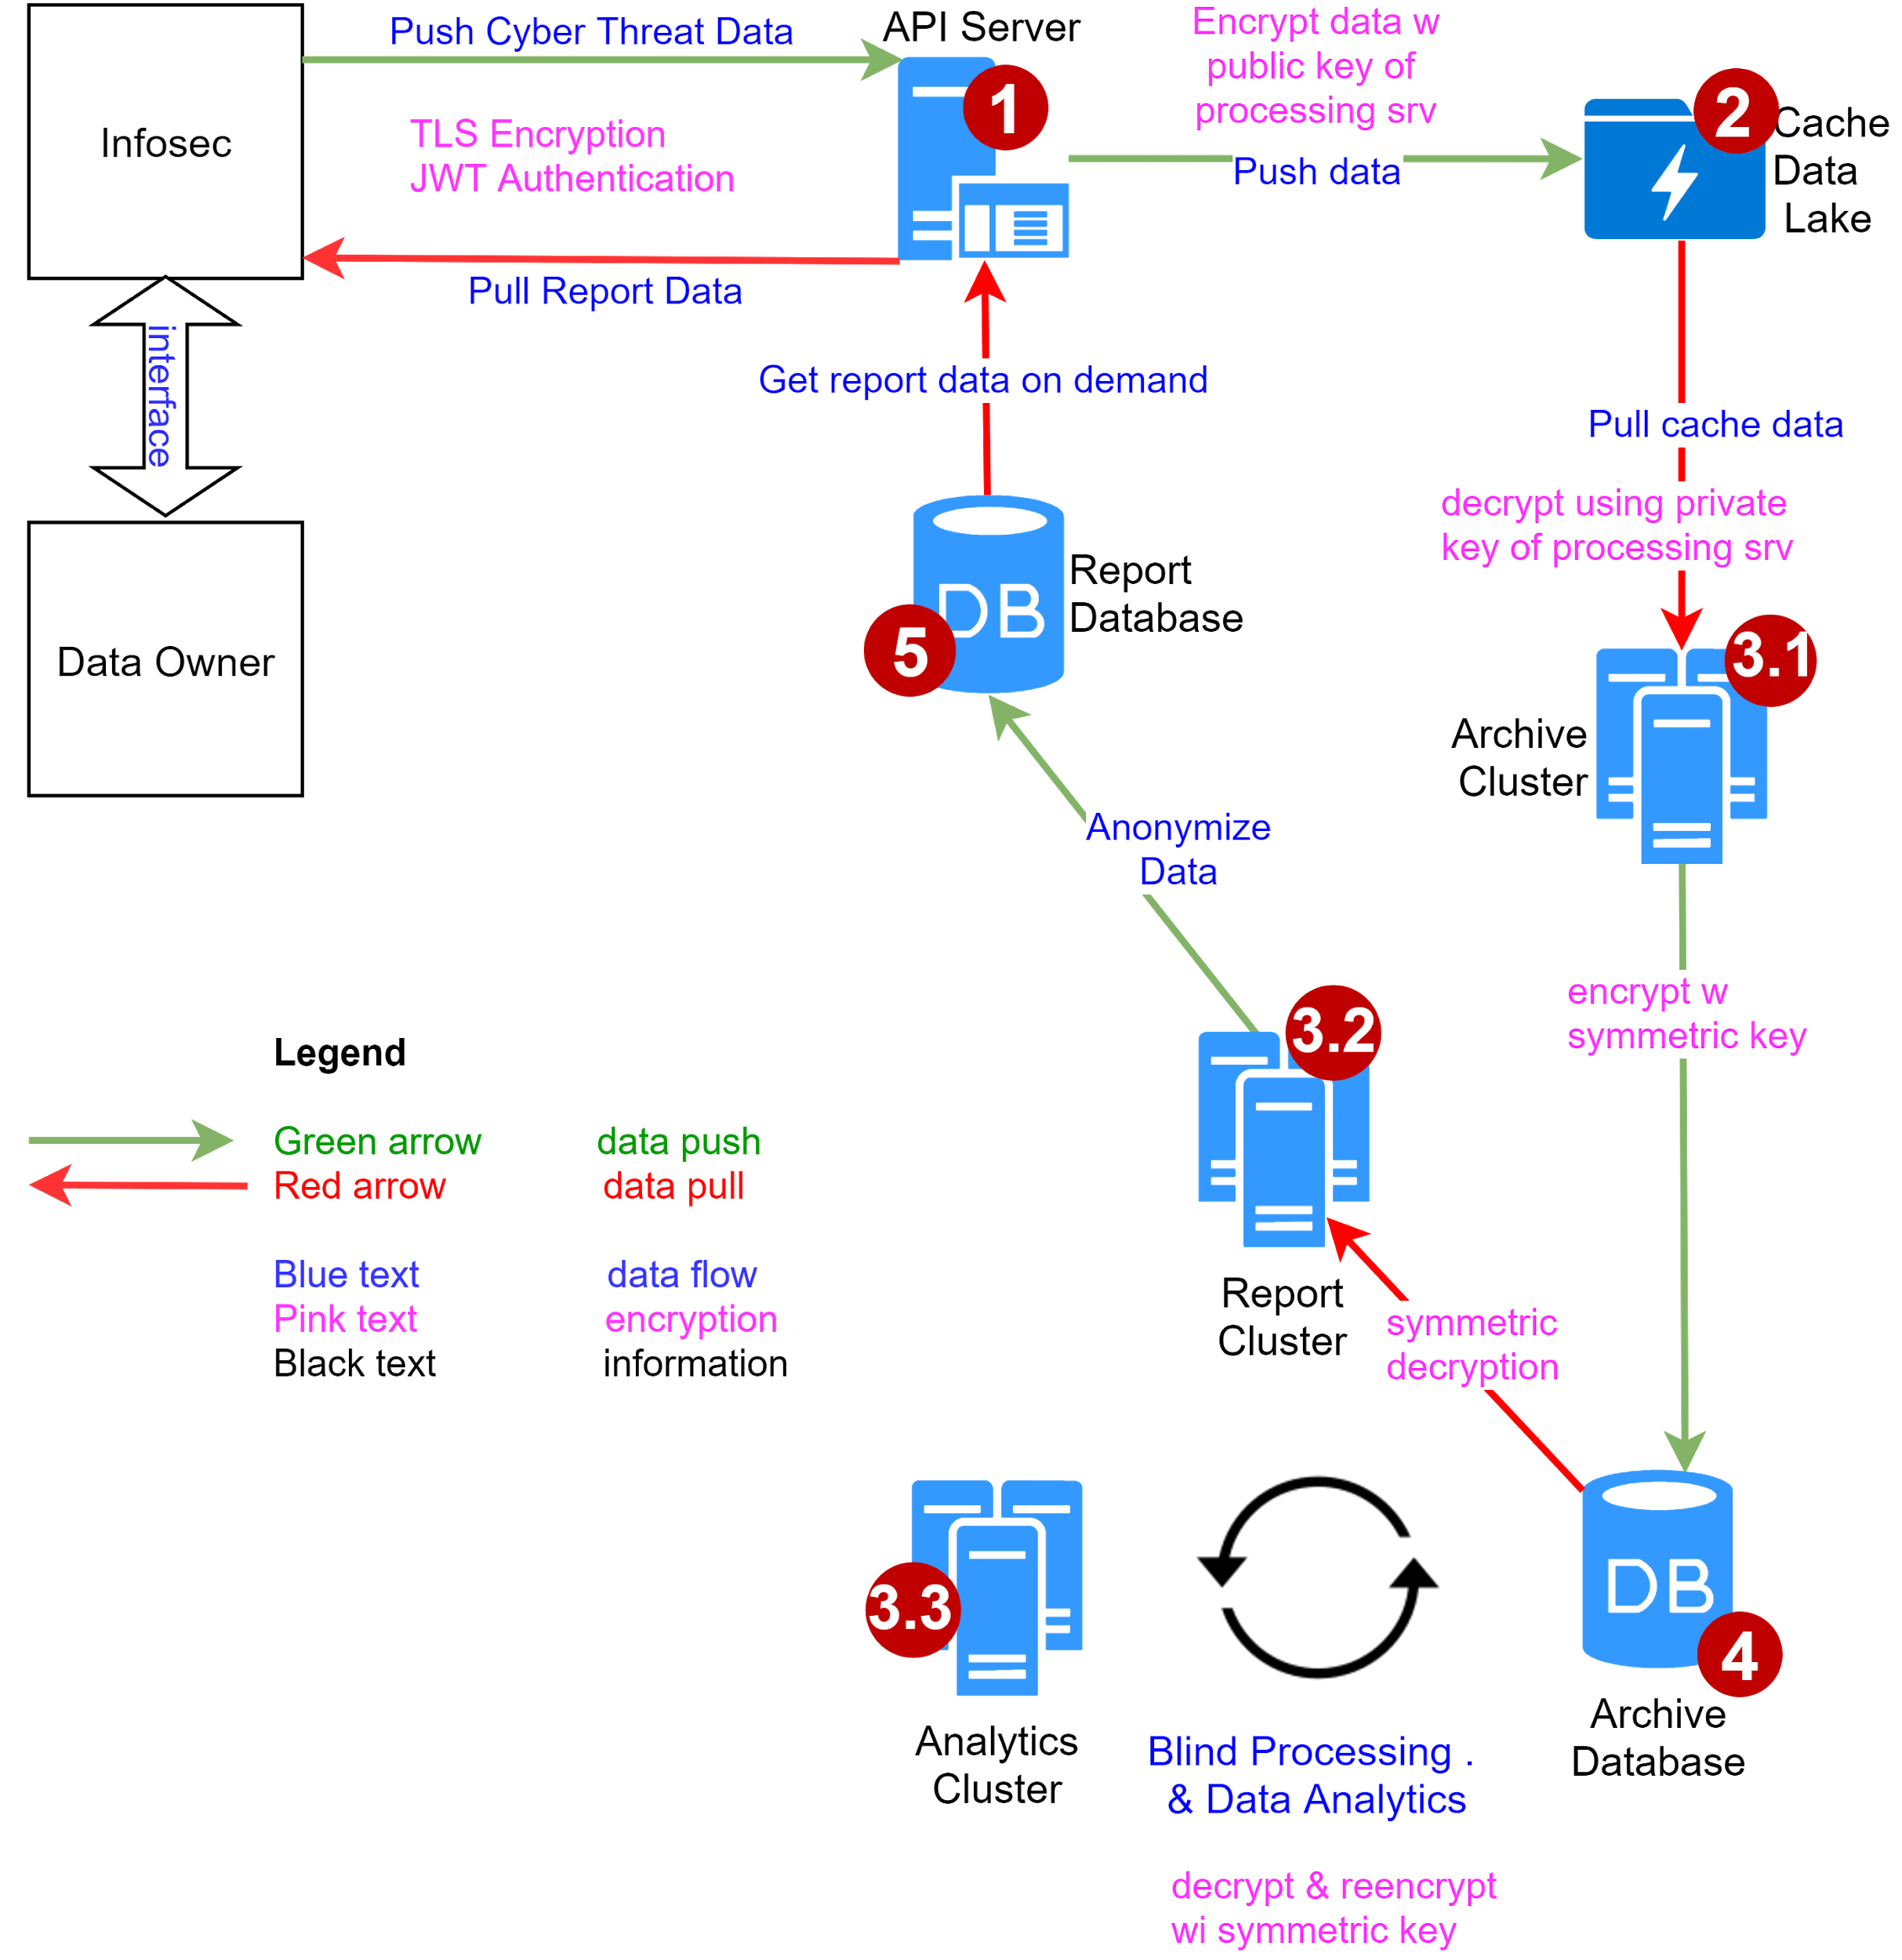 Push Cyber Threat Data
API Server
Encrypt data w
public key of
processing srv
1
2
Cache
Data
Lake
Infosec
TLS Encryption
JWT Authentication
Push data
Pull Report Data
interface
Get report data on demand
Pull cache data
decrypt using private
key of processing srv
DB
5
Report
Database
Data Owner
3.1
Archive
Cluster
Anonymize
Data
encrypt w
symmetric key
3.2
Report
Cluster
symmetric
decryption
Legend
Green arrow data push
Red arrow data pull
Blue text data flow
Pink text encryption
Black text information
3.3
Analytics
Cluster
DB
4
Archive
Database
Blind Processing .
& Data Analytics
decrypt & reencrypt
wi symmetric key